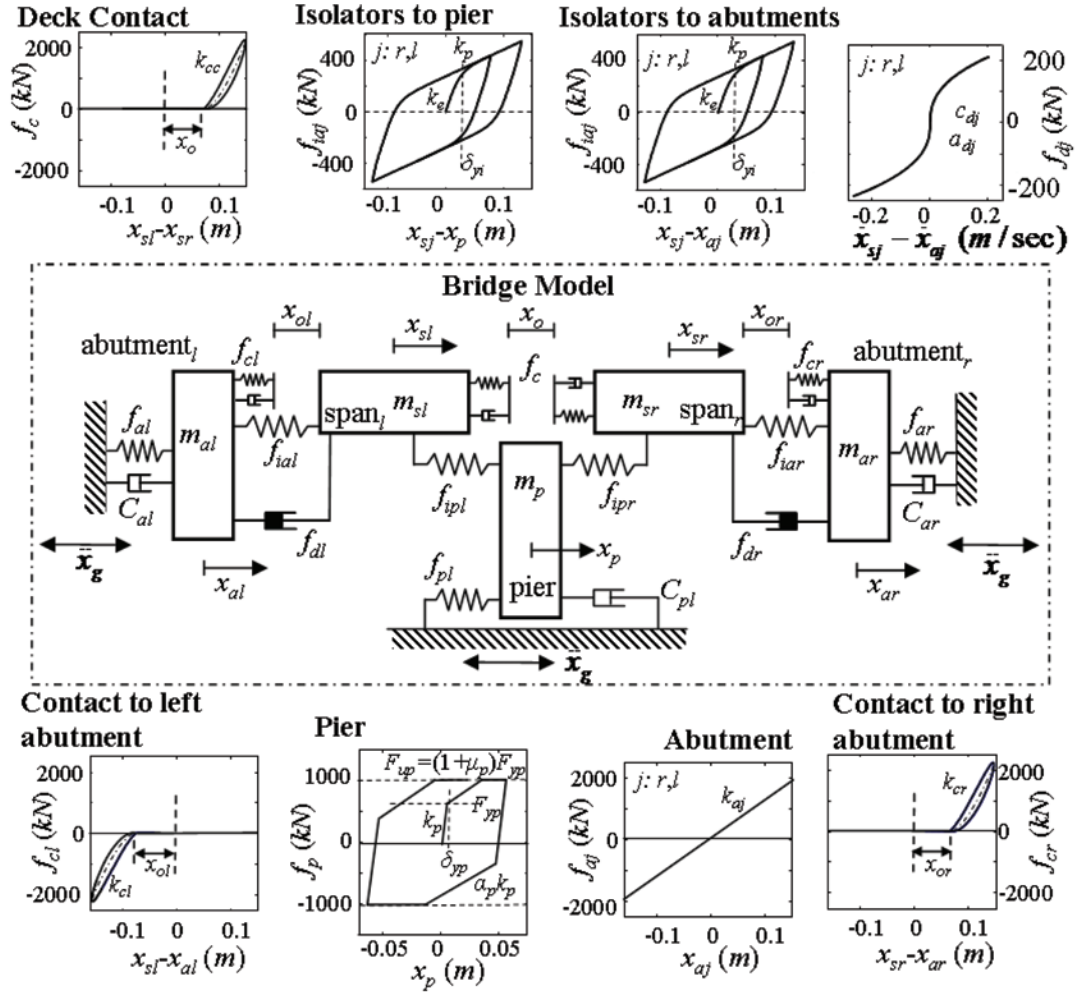 Deck Contact
Isolators to pier
Isolators to abutments
2000
0
-2000
f_c (kN)
k_cc
x_o
-0.1 0 0.1
x_sl-x_sr (m)
400
0
-400
f_iaj (kN)
j: r,l
k_p
k_e
δ_yi
-0.1 0 0.1
x_sj-x_p (m)
400
0
-400
f_iaj (kN)
j: r,l
k_p
k_e
δ_yi
-0.1 0 0.1
x_sj-x_aj (m)
j: r,l
c_dj
a_dj
200
0
-200
f_dj (kN)
-0.2 0 0.2
ẋ_sj – ẋ_aj (m / sec)
Bridge Model
x_ol
x_sl
x_o
x_sr
x_or
abutment_l
f_cl
f_c
f_cr
abutment_r
f_al
m_al
span_l
m_sl
m_sr
span_r
m_ar
f_ar
f_ial
f_ipl
m_p
f_ipr
f_iar
C_al
f_dl
f_dr
C_ar
ẍ_g
x_al
x_p
x_ar
ẍ_g
f_pl
pier
C_pl
ẍ_g
Contact to left
abutment
Pier
Abutment
Contact to right
abutment
2000
0
-2000
f_cl (kN)
k_cl
x_ol
-0.1 0 0.1
x_sl-x_al (m)
F_up=(1+μ_p)F_yp
1000
0
-1000
f_p (kN)
k_p
F_yp
δ_yp
α_pk_p
-0.05 0 0.05
x_p (m)
2000
0
-2000
f_aj (kN)
j: r,l
k_aj
-0.1 0 0.1
x_aj (m)
k_cr
x_or
2000
0
-2000
f_cr (kN)
-0.1 0 0.1
x_sr-x_ar (m)